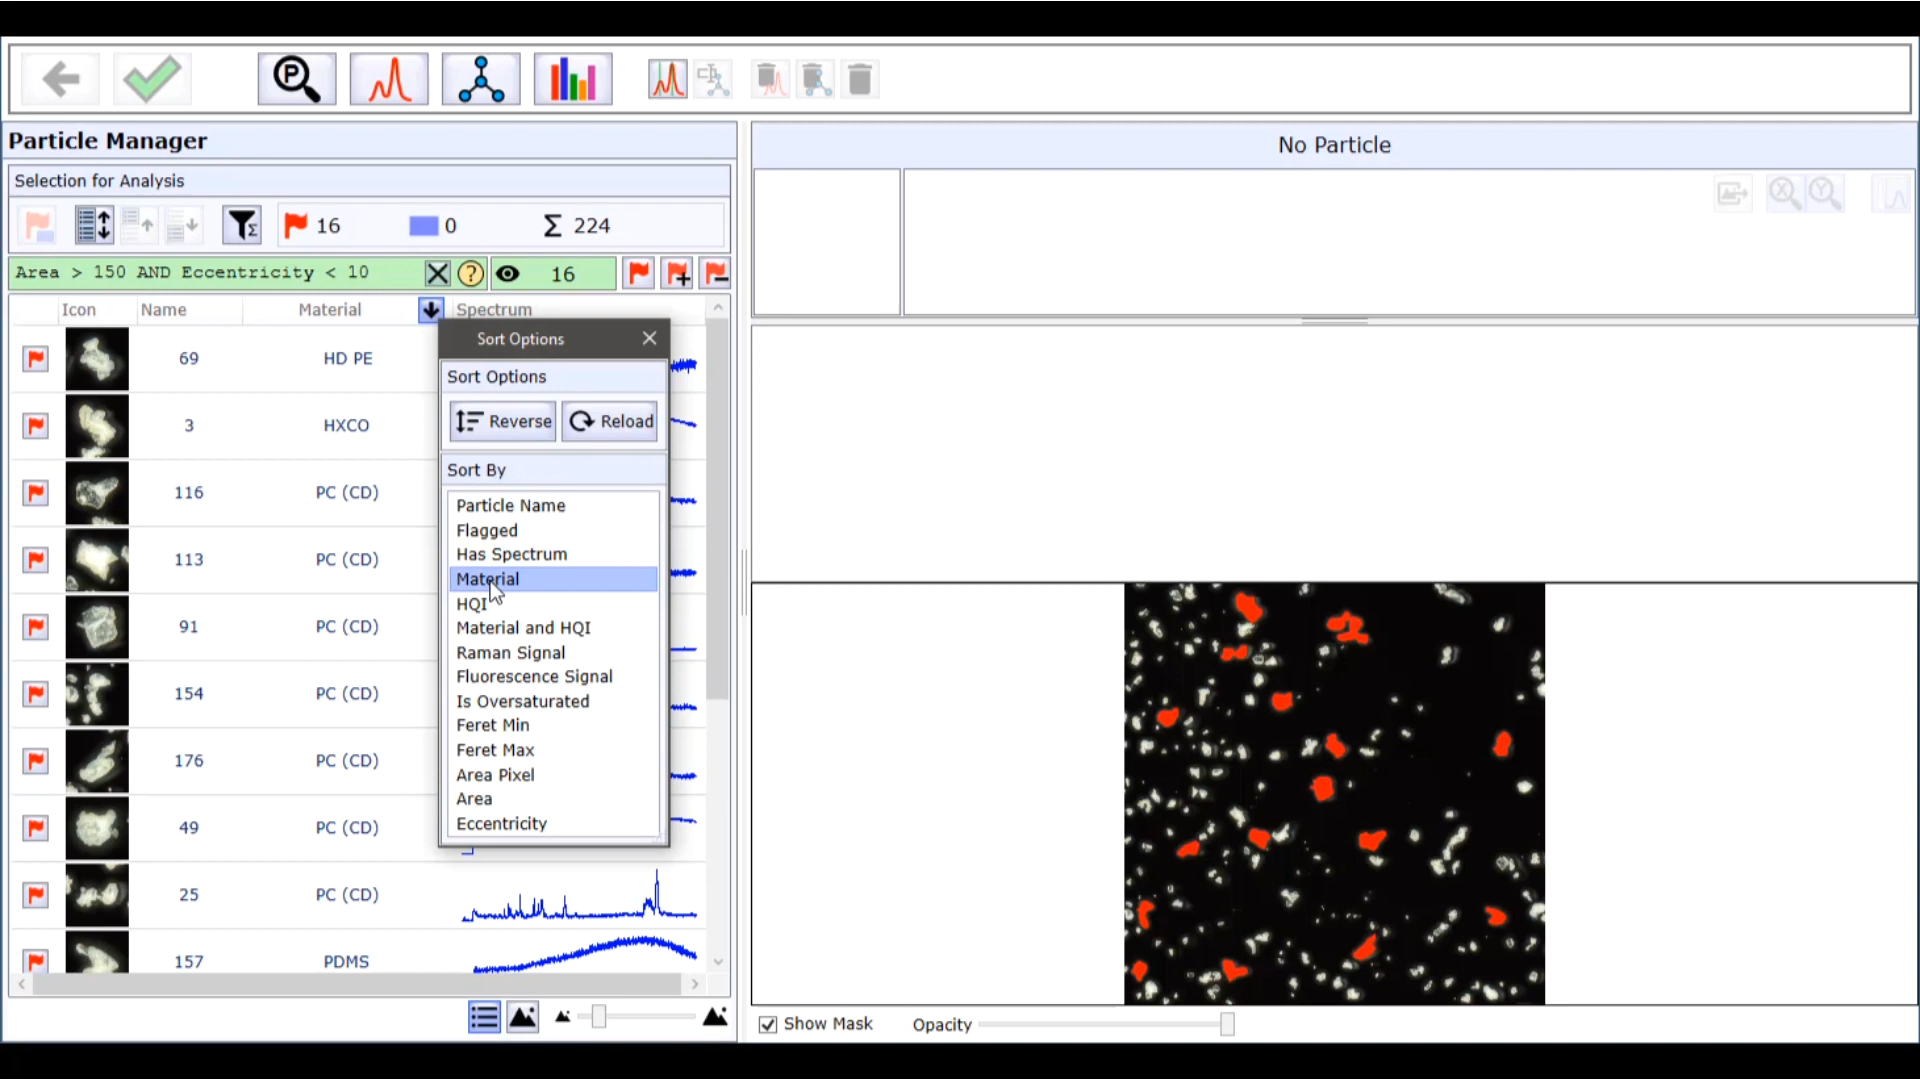 Particle Manager
Selection for Analysis
16 0 Σ 224
Area > 150 AND Eccentricity < 10 ? 16
Icon Name Material Spectrum
69 HD PE
3 HXCO
116 PC (CD)
113 PC (CD)
91 PC (CD)
154 PC (CD)
176 PC (CD)
49 PC (CD)
25 PC (CD)
157 PDMS
Sort Options
Sort Options
Reverse Reload
Sort By
Particle Name
Flagged
Has Spectrum
Material
HQI
Material and HQI
Raman Signal
Fluorescence Signal
Is Oversaturated
Feret Min
Feret Max
Area Pixel
Area
Eccentricity
No Particle
Show Mask Opacity